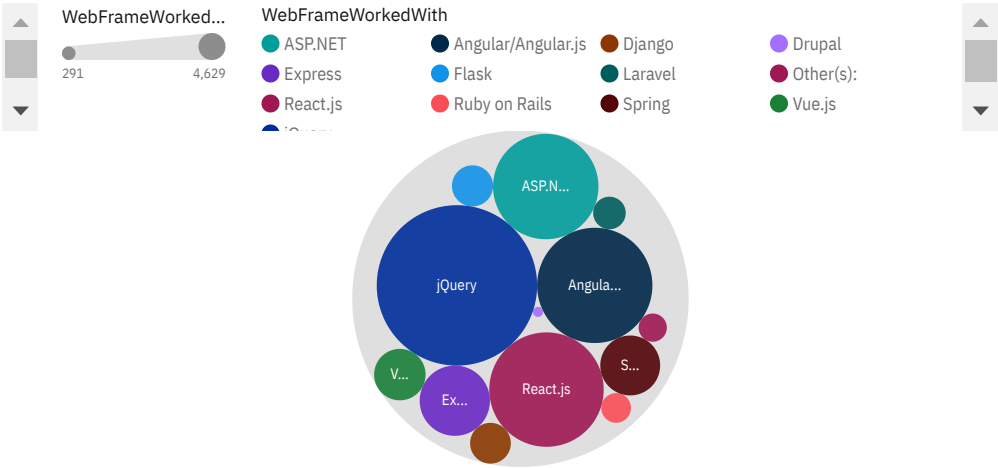 WebFrameWorked...
291
4,629
WebFrameWorkedWith
ASP.NET
Angular/Angular.js
Django
Drupal
Express
Flask
Laravel
Other(s):
React.js
Ruby on Rails
Spring
Vue.js
jQuery
ASP.N...
jQuery
Angula...
V...
Ex...
React.js
S...